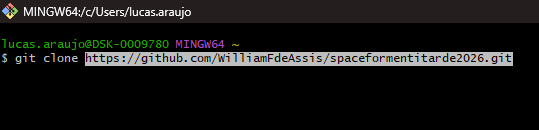 MINGW64:/c/Users/lucas.araujo
lucas.araujo@DSK-0009780 MINGW64 ~
$ git clone https://github.com/WilliamFdeAssis/spaceformentitarde2026.git